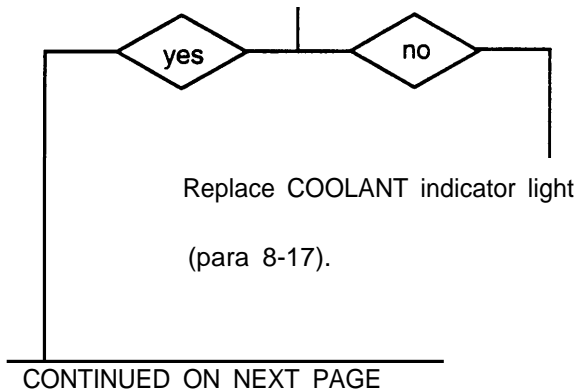 yes
no
Replace COOLANT indicator light
(para 8-17).
CONTINUED ON NEXT PAGE